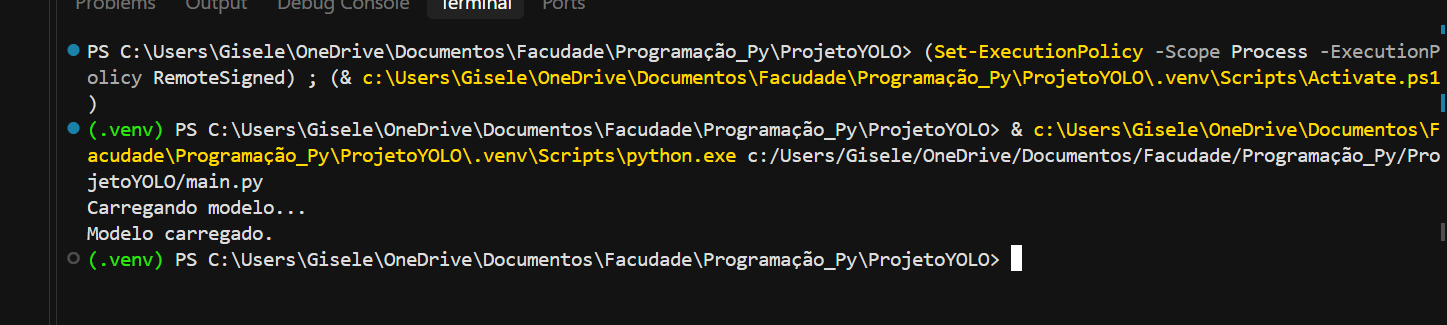 Problems Output Debug Console Terminal Ports
PS C:\Users\Gisele\OneDrive\Documentos\Facudade\Programação_Py\ProjetoYOLO> (Set-ExecutionPolicy -Scope Process -ExecutionP
olicy RemoteSigned) ; (& c:\Users\Gisele\OneDrive\Documentos\Facudade\Programação_Py\ProjetoYOLO\.venv\Scripts\Activate.ps1
)
(.venv) PS C:\Users\Gisele\OneDrive\Documentos\Facudade\Programação_Py\ProjetoYOLO> & c:\Users\Gisele\OneDrive\Documentos\F
acudade\Programação_Py\ProjetoYOLO\.venv\Scripts\python.exe c:/Users/Gisele/OneDrive/Documentos/Facudade/Programação_Py/Pro
jetoYOLO/main.py
Carregando modelo...
Modelo carregado.
(.venv) PS C:\Users\Gisele\OneDrive\Documentos\Facudade\Programação_Py\ProjetoYOLO>